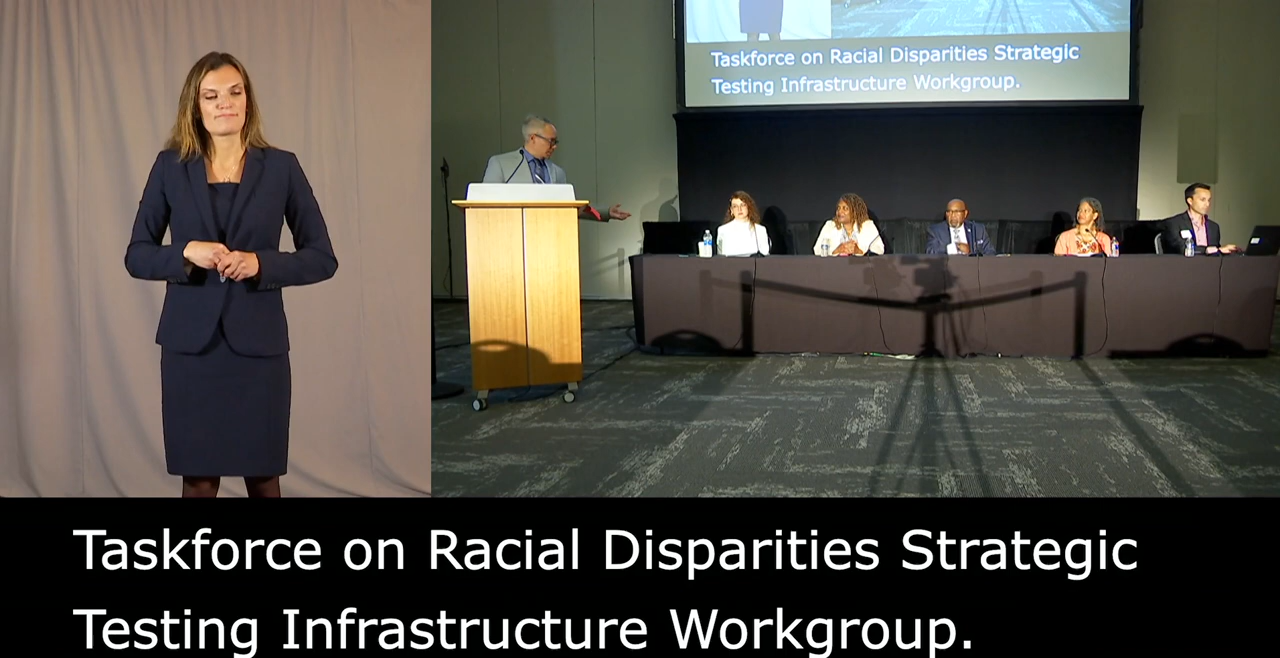 Taskforce on Racial Disparities Strategic
Testing Infrastructure Workgroup.
Taskforce on Racial Disparities Strategic
Testing Infrastructure Workgroup.